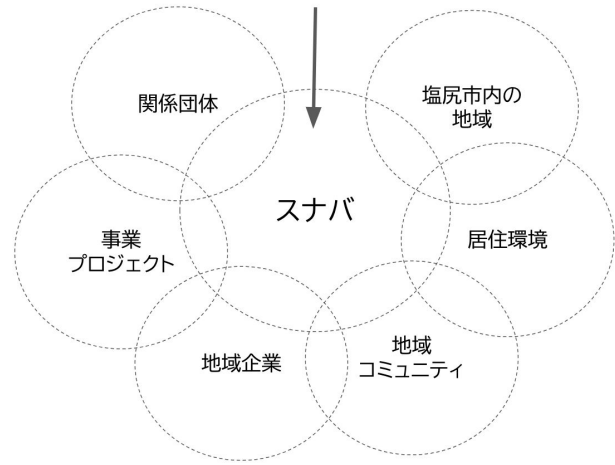 関係団体
塩尻市内の
地域
スナバ
事業
プロジェクト
居住環境
地域企業
地域
コミュニティ